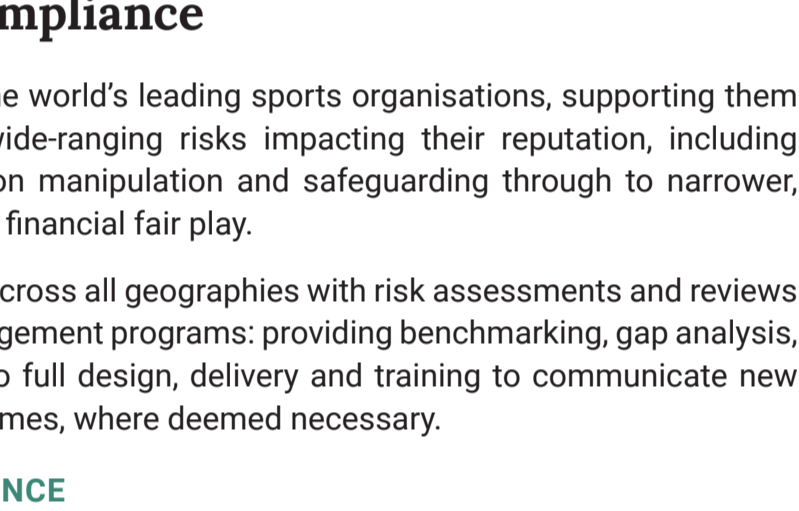 mpliance
e world's leading sports organisations, supporting them
ide-ranging risks impacting their reputation, including
on manipulation and safeguarding through to narrower,
financial fair play.
cross all geographies with risk assessments and reviews
gement programs: providing benchmarking, gap analysis,
o full design, delivery and training to communicate new
mes, where deemed necessary.
NCE